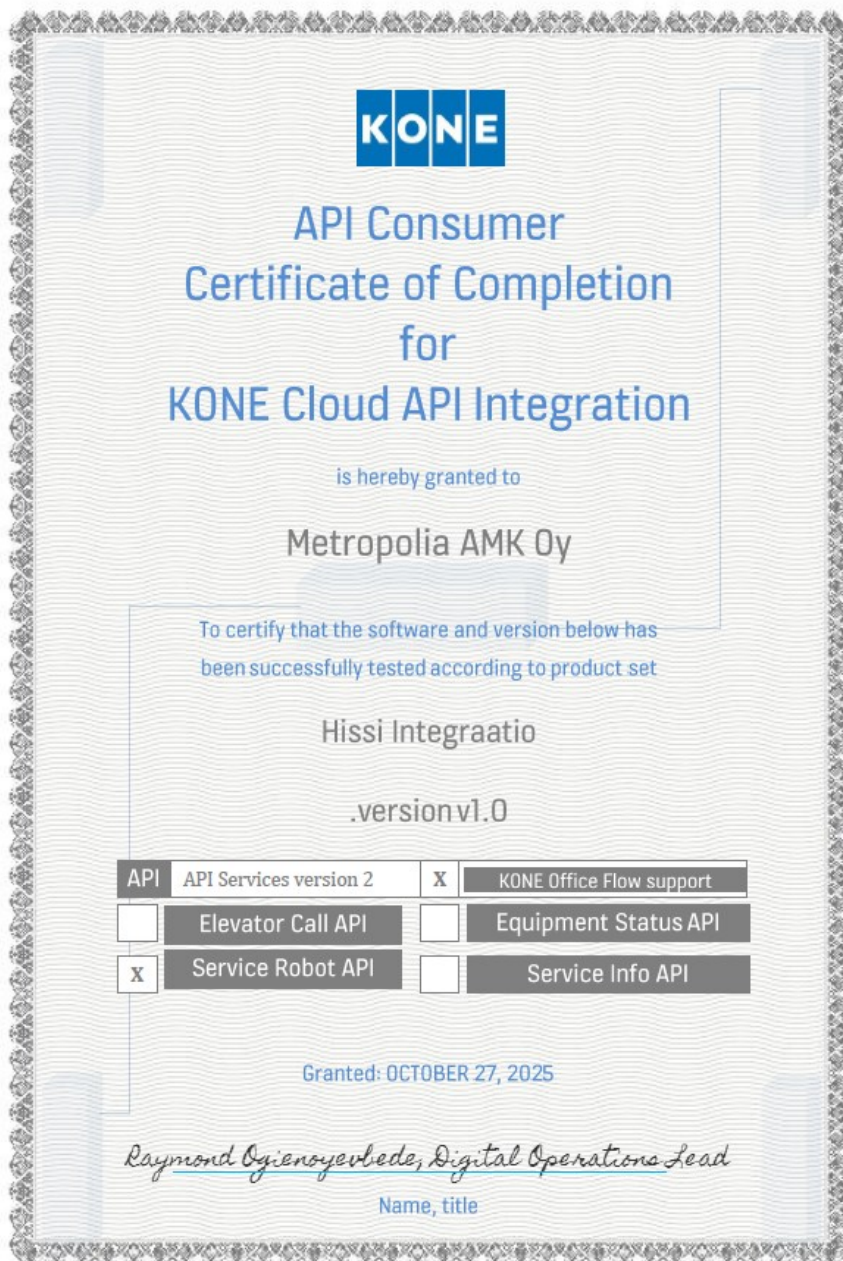 KONE
API Consumer
Certificate of Completion
for
KONE Cloud API Integration
is hereby granted to
Metropolia AMK Oy
To certify that the software and version below has
been successfully tested according to product set
Hissi Integraatio
.version v1.0
API API Services version 2 X KONE Office Flow support
Elevator Call API Equipment Status API
X Service Robot API Service Info API
Granted: OCTOBER 27, 2025
Raymond Ogienoyevbede, Digital Operations Lead
Name, title